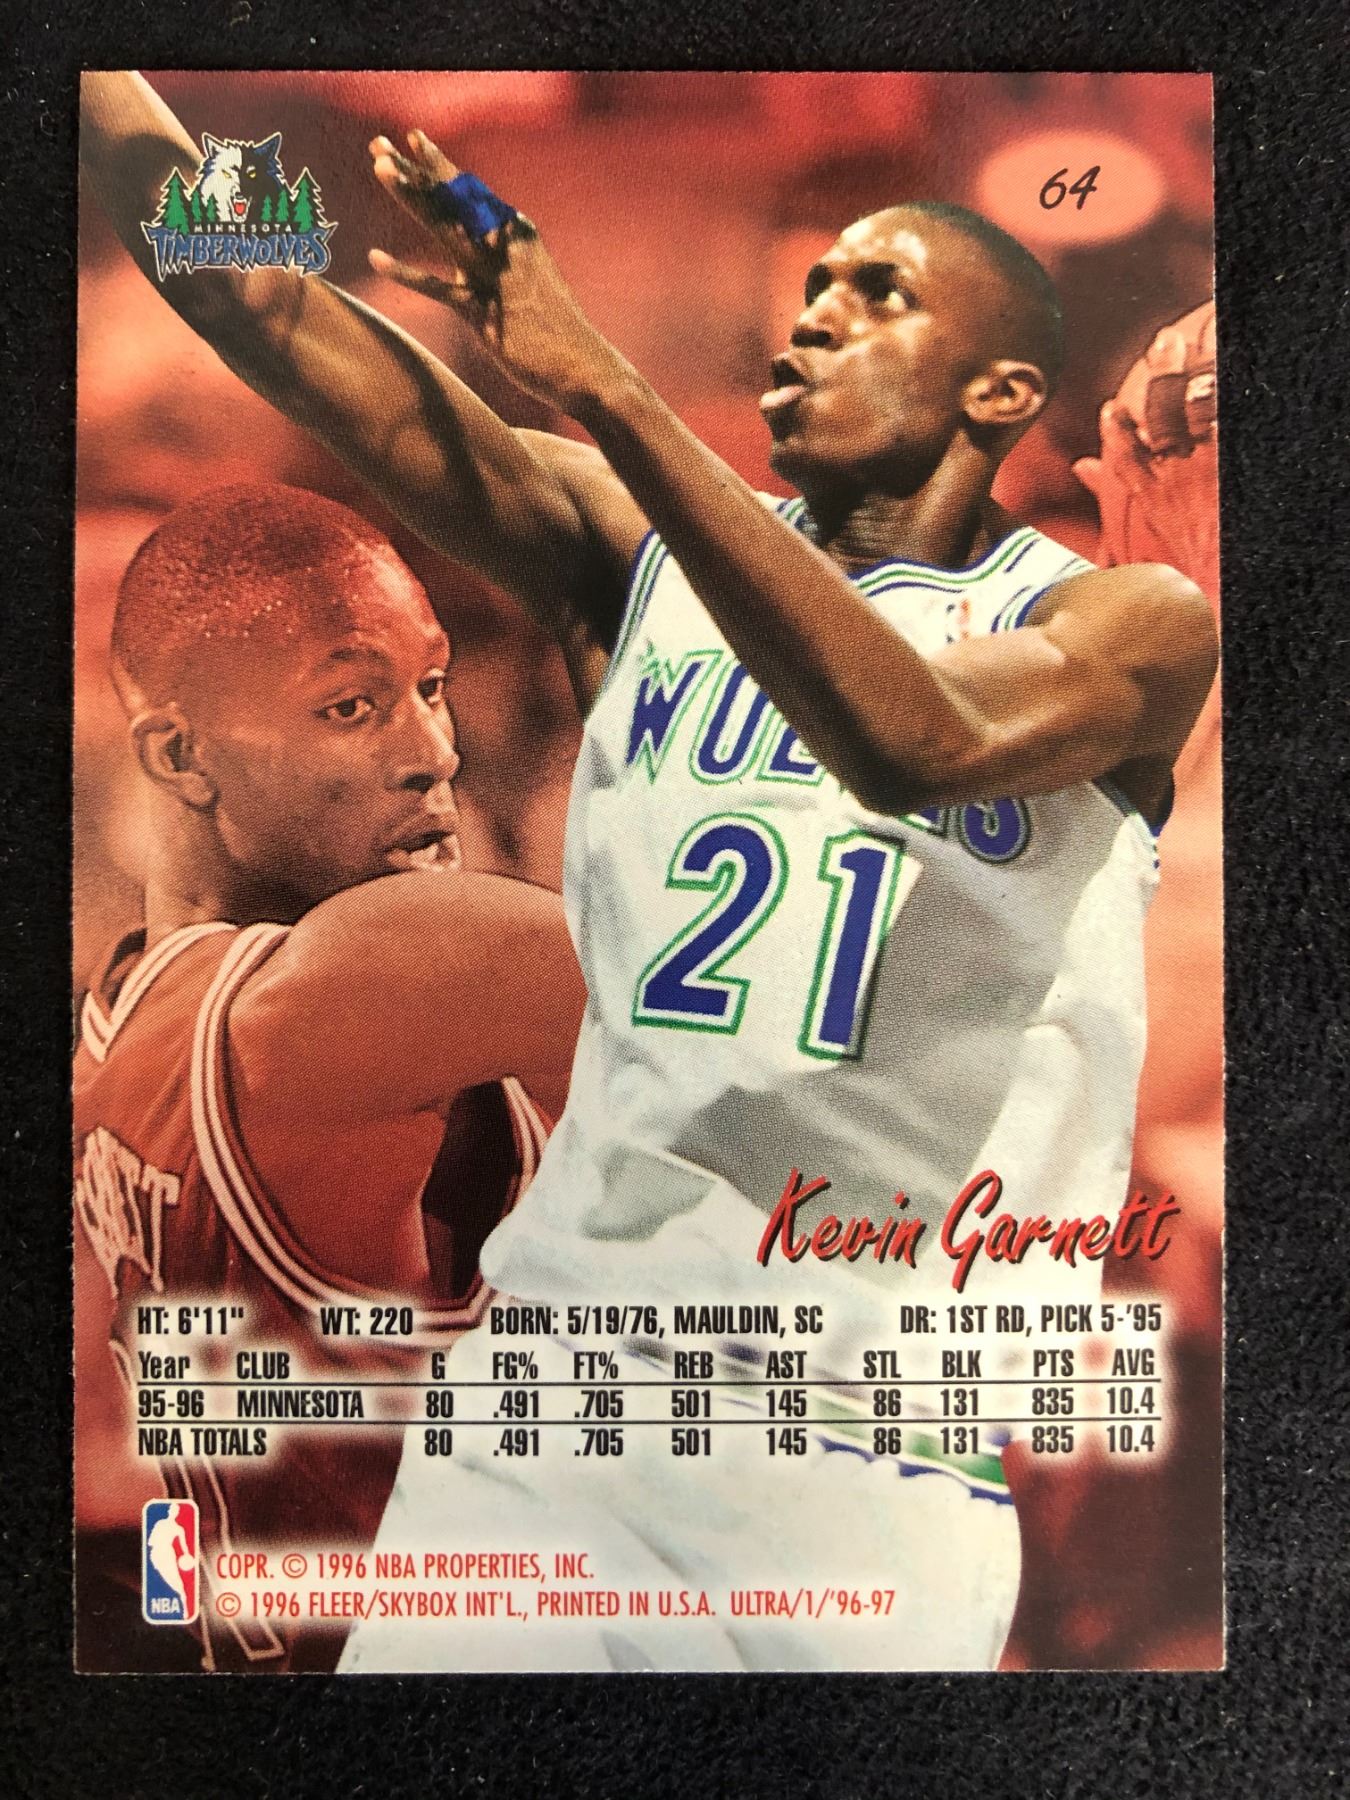 64
MINNESOTA
TIMBERWOLVES
21
Kevin Garnett
HT: 6'11" WT: 220 BORN: 5/19/76, MAULDIN, SC DR: 1ST RD, PICK 5-'95
Year CLUB G FG% FT% REB AST STL BLK PTS AVG
95-96 MINNESOTA 80 .491 .705 501 145 86 131 835 10.4
NBA TOTALS 80 .491 .705 501 145 86 131 835 10.4
NBA
COPR. © 1996 NBA PROPERTIES, INC.
© 1996 FLEER/SKYBOX INT'L., PRINTED IN U.S.A. ULTRA/1/'96-97